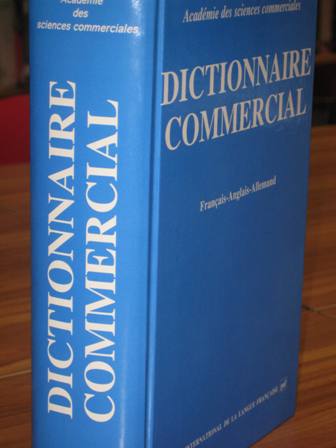 Académie
des
sciences commerciales
DICTIONNAIRE
COMMERCIAL
Académie des sciences commerciales
DICTIONNAIRE
COMMERCIAL
Français-Anglais-Allemand
INTERNATIONAL DE LA LANGUE FRANÇAISE puf